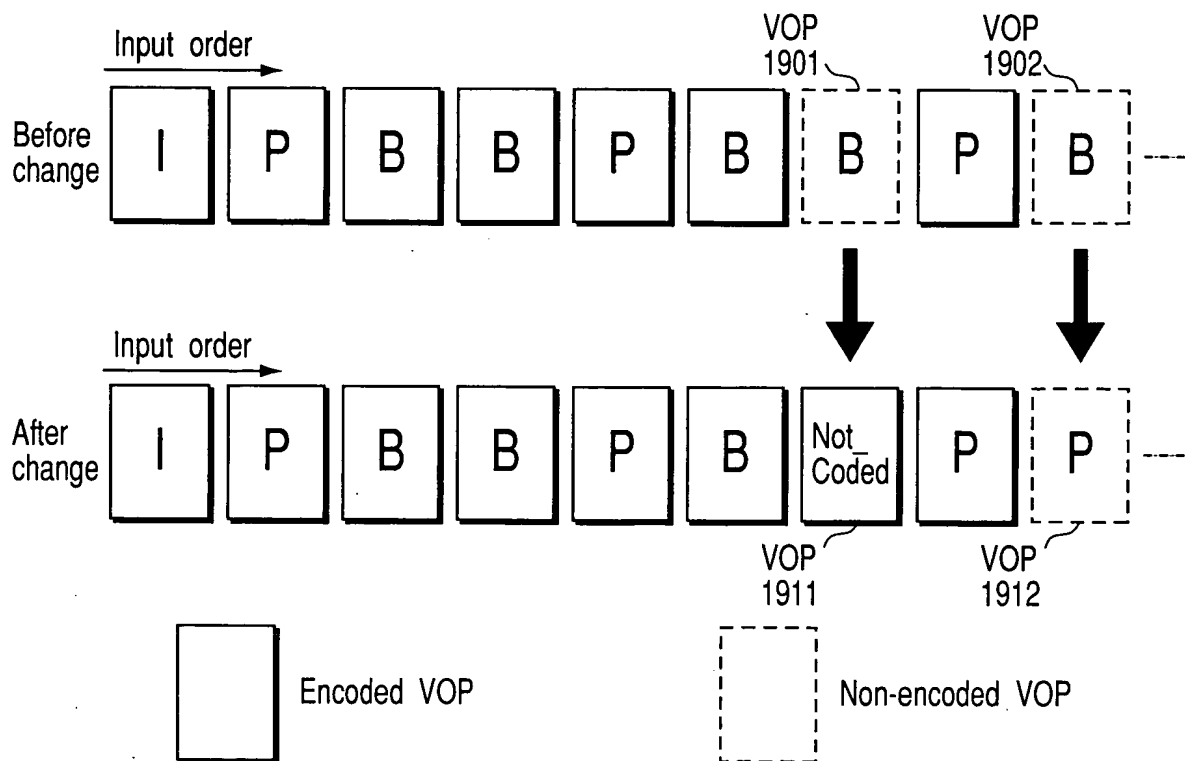 VOP
1901
VOP
1902
Input order
Before
change
I
P
B
B
P
B
B
P
B
Input order
After
change
I
P
B
B
P
B
Not_
Coded
P
P
VOP
1911
VOP
1912
Encoded VOP
Non-encoded VOP